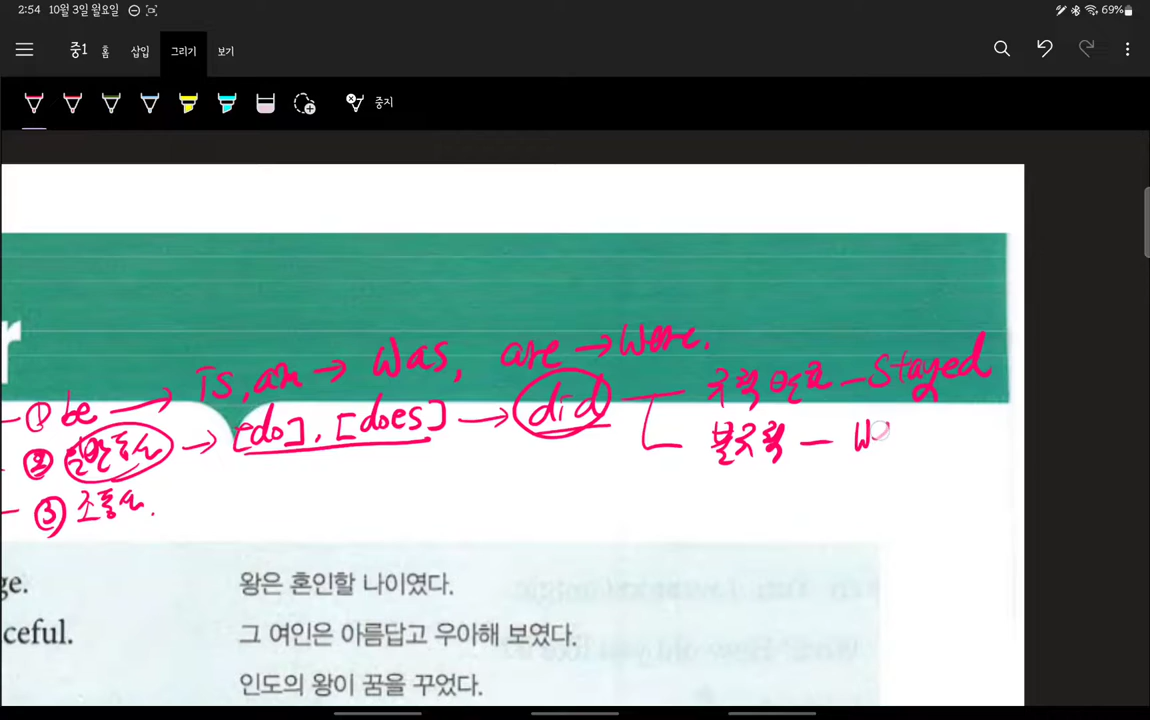 2:54 10월 3일 월요일 69%
중1 홈 삽입 그리기 보기
중지
r
is, am → was, are → were.
① be →
② 일반동사 → [do], [does] → did
규칙 변화 - stayed
불규칙 - w
③ 조동사.
ge. 왕은 혼인할 나이였다.
ceful. 그 여인은 아름답고 우아해 보였다.
인도의 왕이 꿈을 꾸었다.